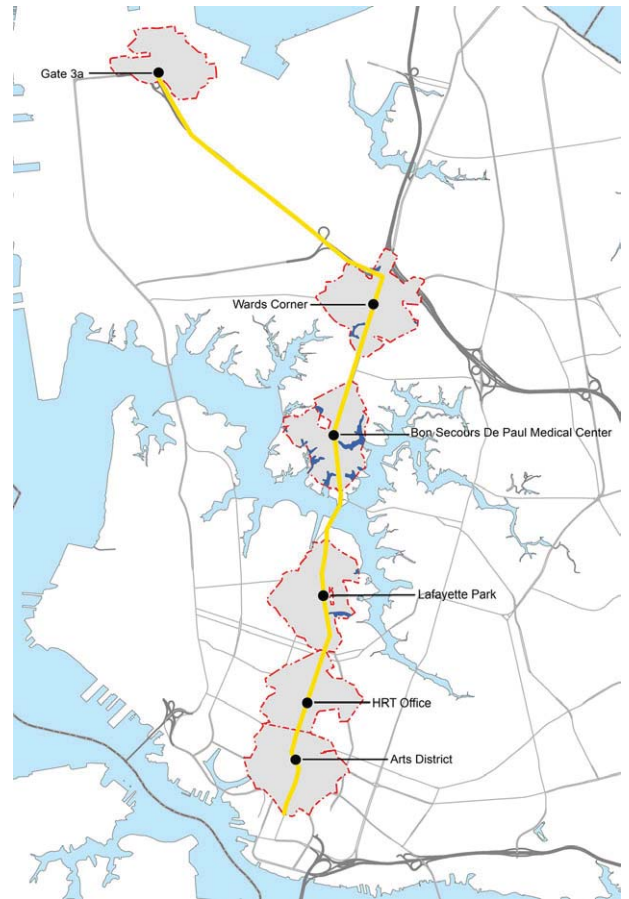 Gate 3a
Wards Corner
Bon Secours De Paul Medical Center
Lafayette Park
HRT Office
Arts District